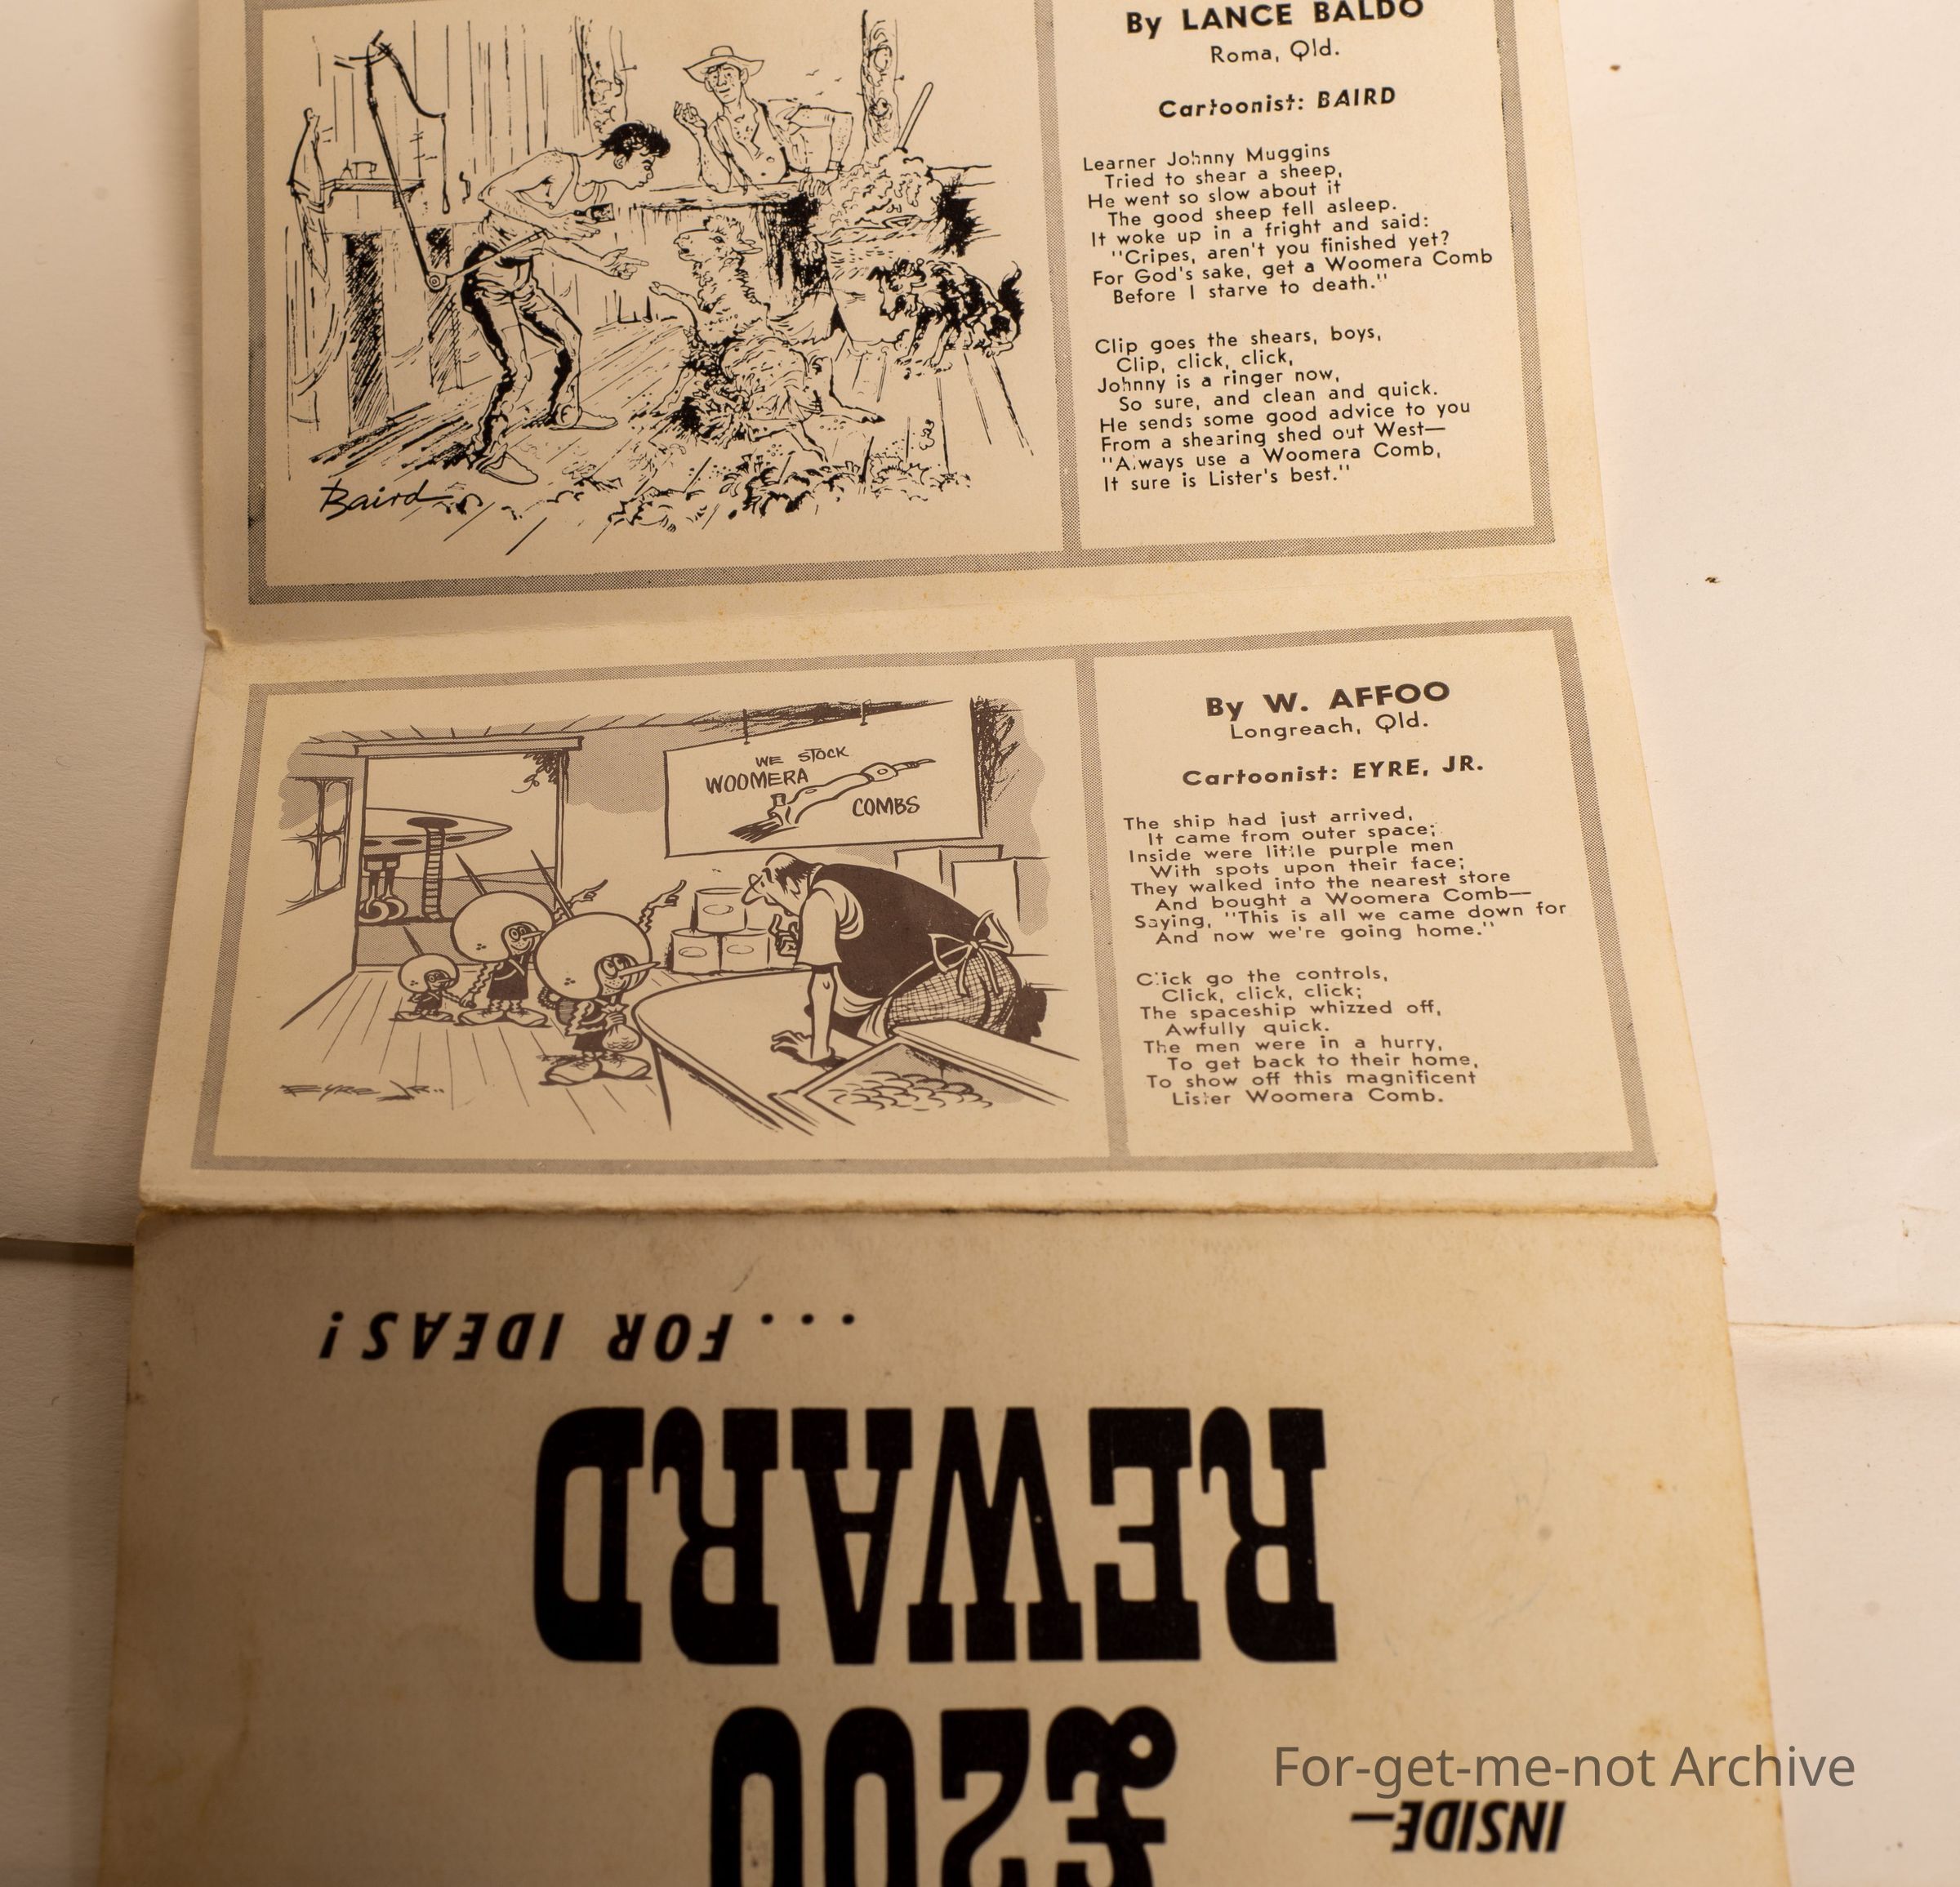 By LANCE BALDO
Roma, Qld.
Cartoonist: BAIRD
Learner Johnny Muggins
Tried to shear a sheep,
He went so slow about it
The good sheep fell asleep.
It woke up in a fright and said:
"Cripes, aren't you finished yet?
For God's sake, get a Woomera Comb
Before I starve to death."
Clip goes the shears, boys,
Clip, click, click,
Johnny is a ringer now,
So sure, and clean and quick.
He sends some good advice to you
From a shearing shed out West—
"Always use a Woomera Comb,
It sure is Lister's best."
Baird
WE STOCK
WOOMERA
COMBS
EYRE JR..
By W. AFFOO
Longreach, Qld.
Cartoonist: EYRE, JR.
The ship had just arrived,
It came from outer space;
Inside were little purple men
With spots upon their face;
They walked into the nearest store
And bought a Woomera Comb—
Saying, "This is all we came down for
And now we're going home."
Click go the controls,
Click, click, click;
The spaceship whizzed off,
Awfully quick.
The men were in a hurry,
To get back to their home,
To show off this magnificent
Lister Woomera Comb.
INSIDE—
£200
REWARD
...FOR IDEAS!
For-get-me-not Archive